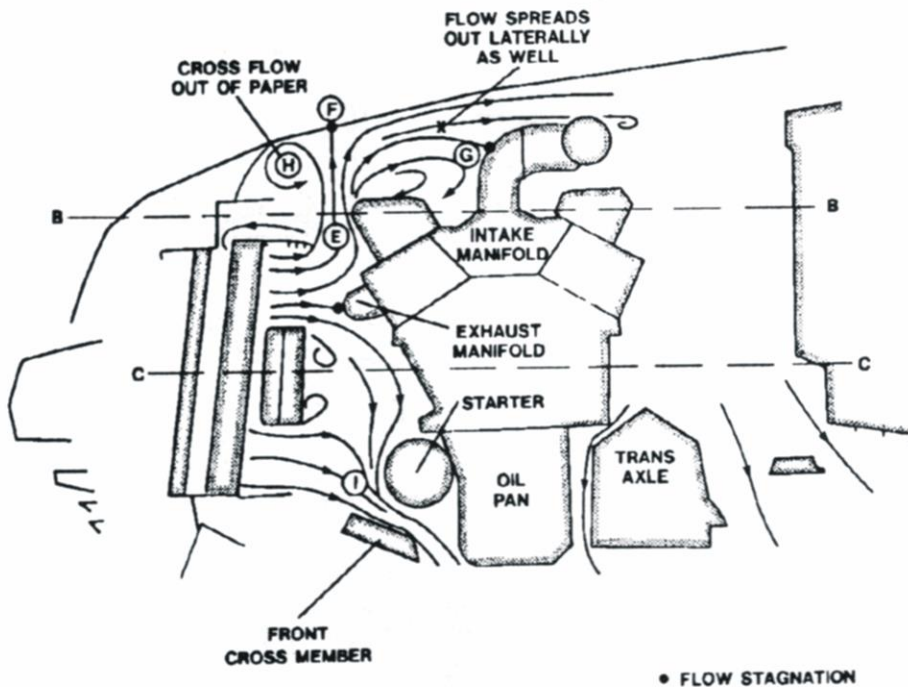 FLOW SPREADS
OUT LATERALLY
AS WELL
CROSS FLOW
OUT OF PAPER
F
G
H
B
B
E
INTAKE
MANIFOLD
EXHAUST
MANIFOLD
C
C
STARTER
I
OIL
PAN
TRANS
AXLE
FRONT
CROSS MEMBER
• FLOW STAGNATION